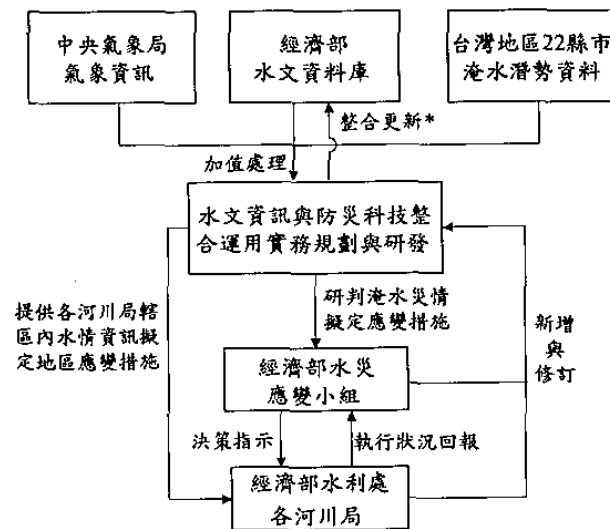 中央氣象局
氣象資訊
經濟部
水文資料庫
台灣地區22縣市
淹水潛勢資料
整合更新*
加值處理
水文資訊與防災科技整
合運用實務規劃與研發
提供各河川局轄
區內水情資訊擬
定地區應變措施
研判淹水災情
擬定應變措施
新增
與
修訂
經濟部水災
應變小組
決策指示
執行狀況回報
經濟部水利處
各河川局